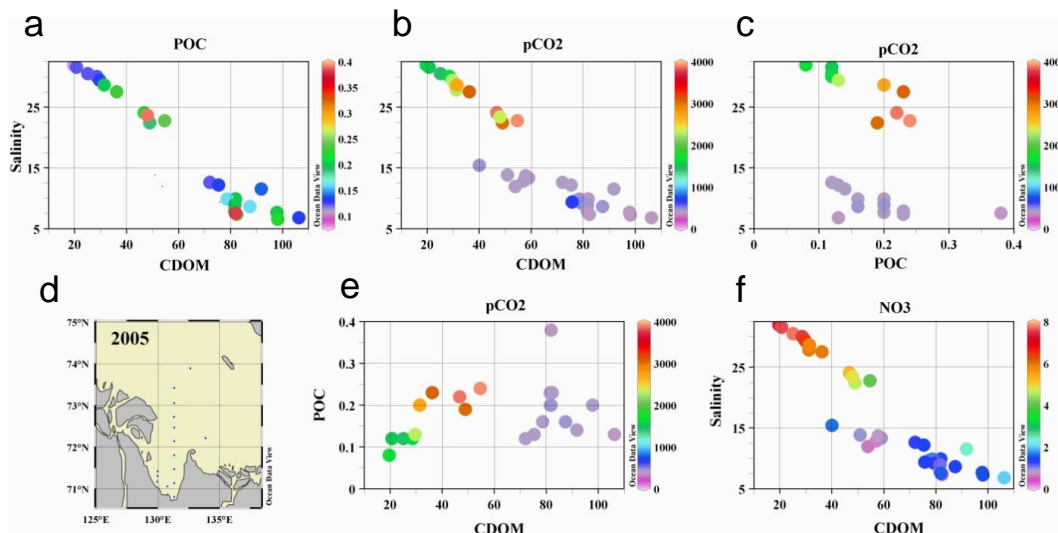 a
POC
Salinity
25
15
5
20
40
60
80
100
CDOM
0.4
0.35
0.3
0.25
0.2
0.15
0.1
Ocean Data View
b
pCO2
25
15
5
20
40
60
80
100
CDOM
4000
3000
2000
1000
0
Ocean Data View
c
pCO2
25
15
5
0
0.1
0.2
0.3
0.4
POC
400
300
200
100
0
Ocean Data View
d
2005
75°N
74°N
73°N
72°N
71°N
125°E
130°E
135°E
Ocean Data View
e
pCO2
POC
0.4
0.3
0.2
0.1
0
20
40
60
80
100
CDOM
4000
3000
2000
1000
0
Ocean Data View
f
NO3
Salinity
25
15
5
20
40
60
80
100
CDOM
8
6
4
2
0
Ocean Data View